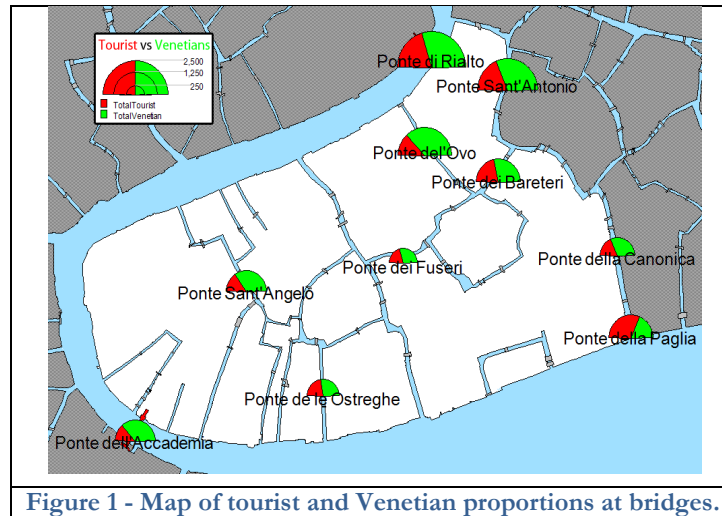 Tourist vs Venetians
2,500
1,250
250
TotalTourist
TotalVenetian
Ponte di Rialto
Ponte Sant'Antonio
Ponte del'Ovo
Ponte dei Bareteri
Ponte dei Fuseri
Ponte della Canonica
Ponte Sant'Angelo
Ponte della Paglia
Ponte de le Ostreghe
Ponte dell'Accademia
Figure 1 - Map of tourist and Venetian proportions at bridges.